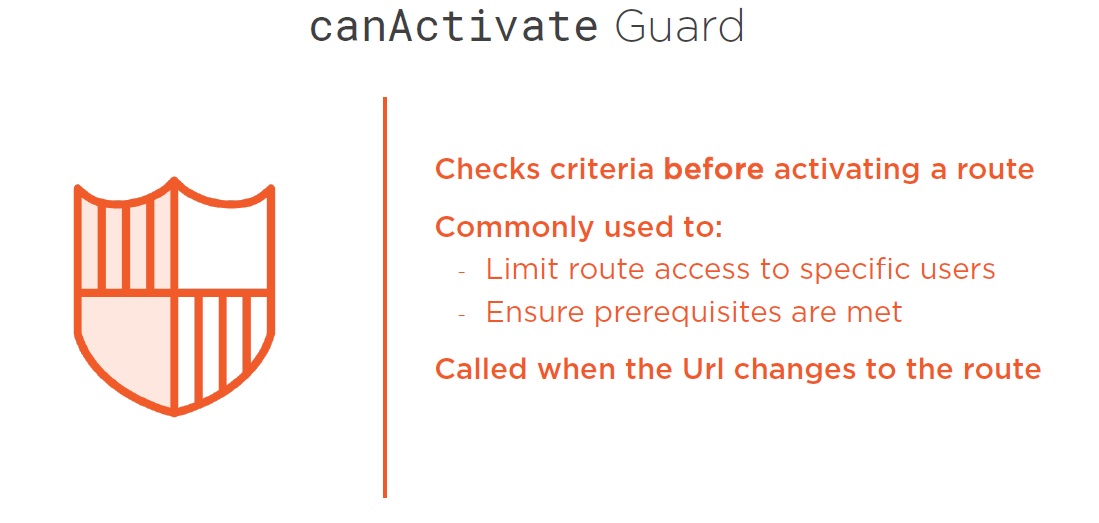 canActivate Guard
Checks criteria before activating a route
Commonly used to:
- Limit route access to specific users
- Ensure prerequisites are met
Called when the Url changes to the route